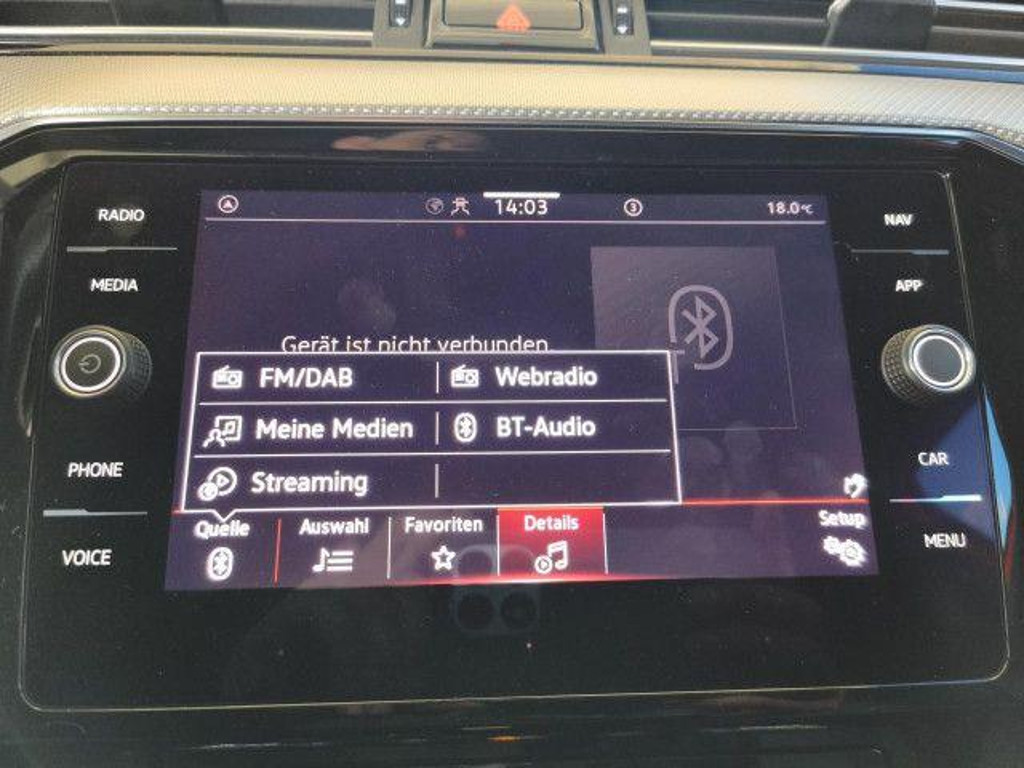 RADIO
MEDIA
PHONE
VOICE
14:03
3
18.0°C
Gerät ist nicht verbunden
FM/DAB
Webradio
Meine Medien
BT-Audio
Streaming
Quelle
Auswahl
Favoriten
Details
Setup
NAV
APP
CAR
MENU